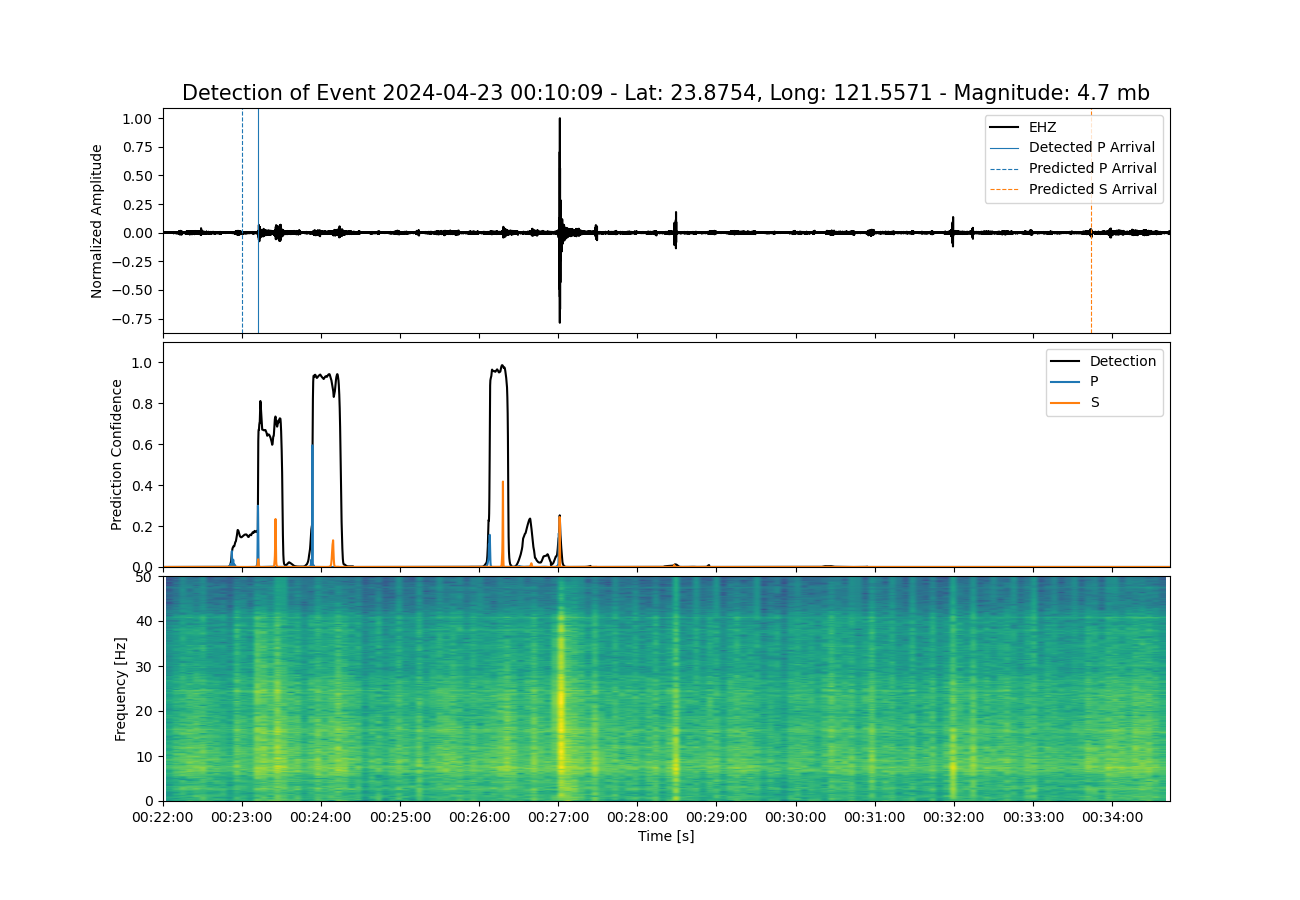 Detection of Event 2024-04-23 00:10:09 - Lat: 23.8754, Long: 121.5571 - Magnitude: 4.7 mb
Normalized Amplitude
1.00
0.75
0.50
0.25
0.00
−0.25
−0.50
−0.75
EHZ
Detected P Arrival
Predicted P Arrival
Predicted S Arrival
Prediction Confidence
1.0
0.8
0.6
0.4
0.2
0.0
Detection
P
S
Frequency [Hz]
50
40
30
20
10
0
00:22:00 00:23:00 00:24:00 00:25:00 00:26:00 00:27:00 00:28:00 00:29:00 00:30:00 00:31:00 00:32:00 00:33:00 00:34:00
Time [s]